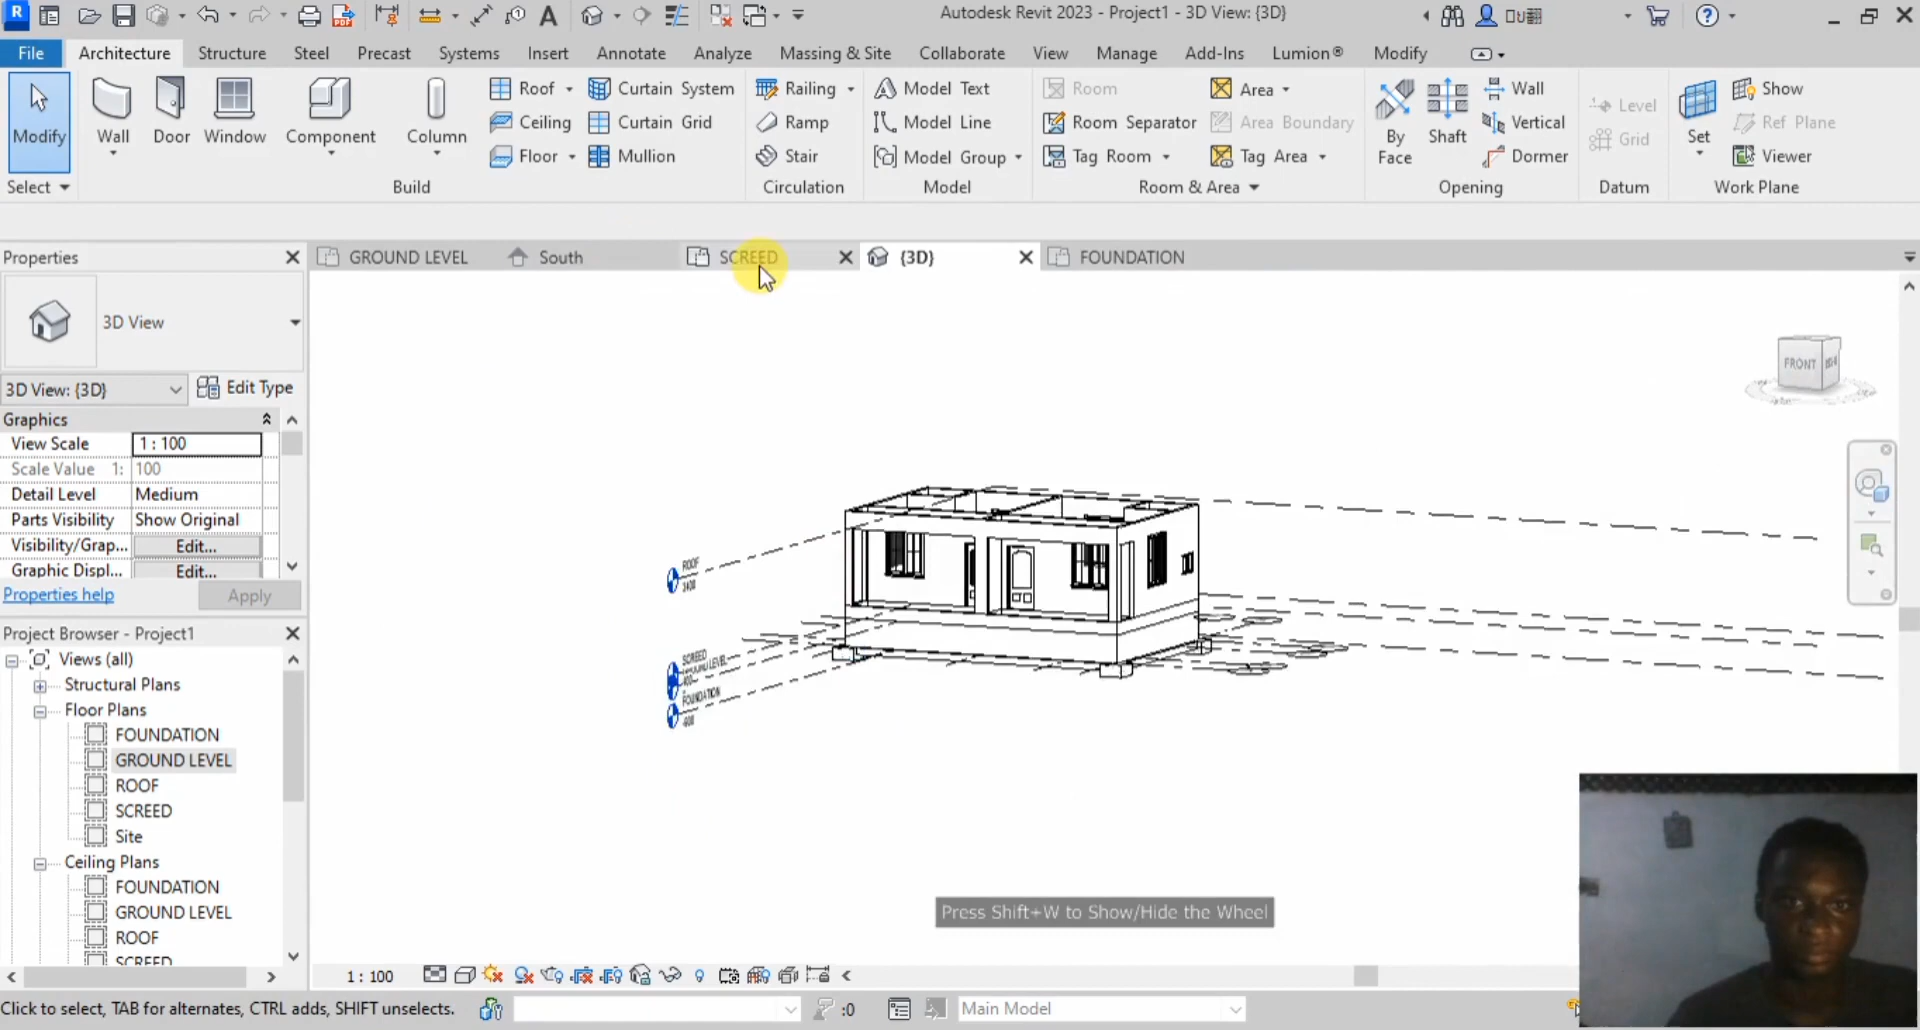 Autodesk Revit 2023 - Project1 - 3D View: {3D}
File Architecture Structure Steel Precast Systems Insert Annotate Analyze Massing & Site Collaborate View Manage Add-Ins Lumion® Modify
Modify
Select
Wall
Door
Window
Component
Column
Roof
Ceiling
Floor
Curtain System
Curtain Grid
Mullion
Build
Railing
Ramp
Stair
Circulation
Model Text
Model Line
Model Group
Model
Room
Room Separator
Tag Room
Area
Area Boundary
Tag Area
Room & Area
By
Face
Shaft
Wall
Vertical
Dormer
Opening
Level
Grid
Datum
Set
Show
Ref Plane
Viewer
Work Plane
Properties
GROUND LEVEL South SCREED {3D} FOUNDATION
3D View
3D View: {3D} Edit Type
Graphics
View Scale 1 : 100
Scale Value 1: 100
Detail Level Medium
Parts Visibility Show Original
Visibility/Grap... Edit...
Graphic Displ... Edit...
Properties help Apply
Project Browser - Project1
Views (all)
Structural Plans
Floor Plans
FOUNDATION
GROUND LEVEL
ROOF
SCREED
Site
Ceiling Plans
FOUNDATION
GROUND LEVEL
ROOF
SCREED
FRONT
ROOF
SCREED
FOUNDATION
Press Shift+W to Show/Hide the Wheel
1 : 100
Click to select, TAB for alternates, CTRL adds, SHIFT unselects.
:0
Main Model